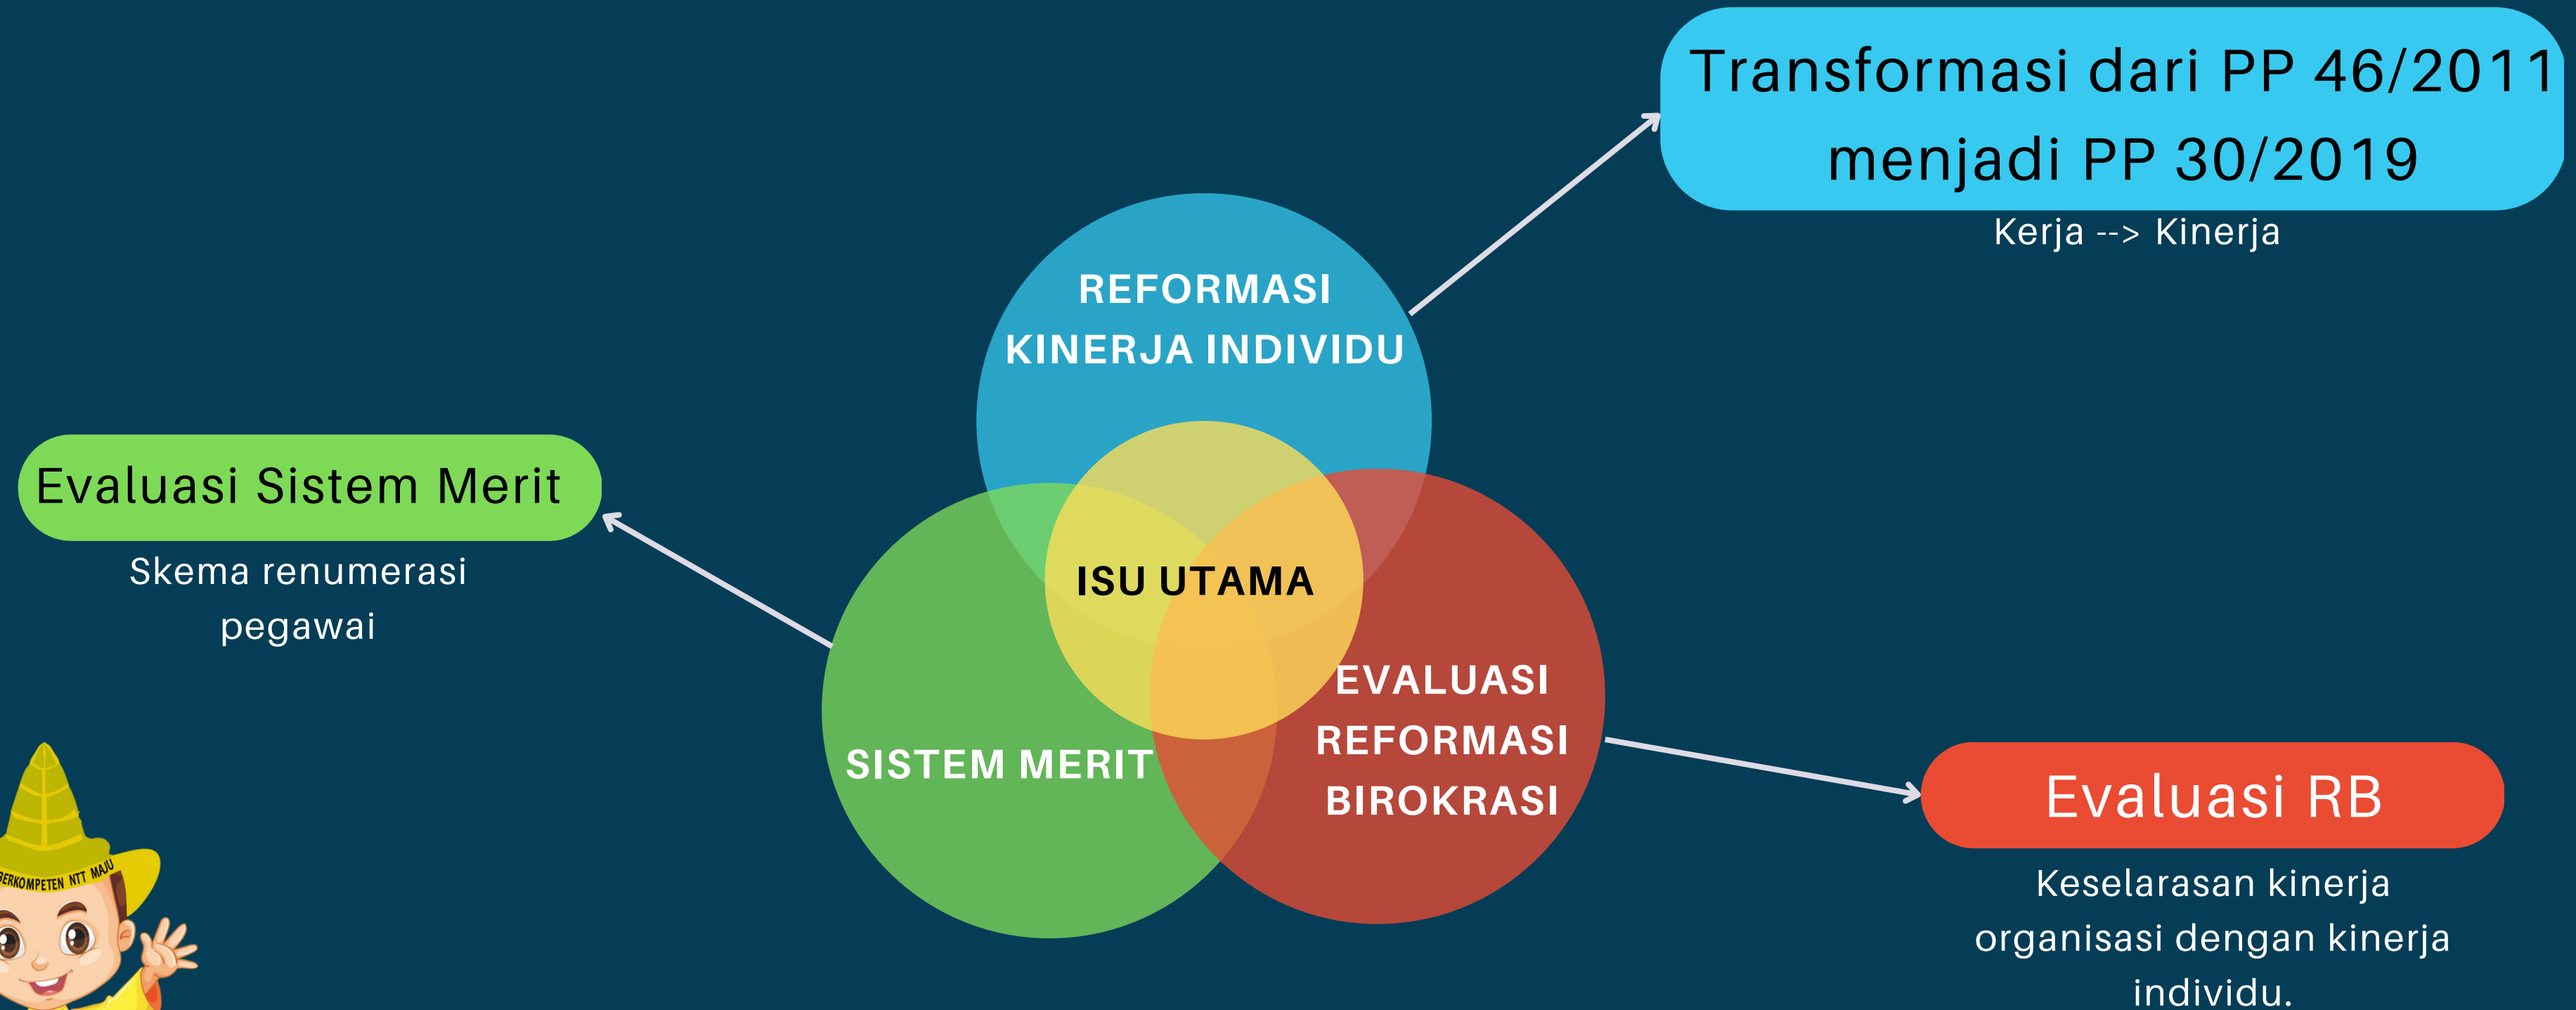 Transformasi dari PP 46/2011
menjadi PP 30/2019
Kerja --> Kinerja
REFORMASI
KINERJA INDIVIDU
Evaluasi Sistem Merit
Skema renumerasi
pegawai
ISU UTAMA
SISTEM MERIT
EVALUASI
REFORMASI
BIROKRASI
Evaluasi RB
Keselarasan kinerja
organisasi dengan kinerja
individu.
BERKOMPETEN NTT MAJU